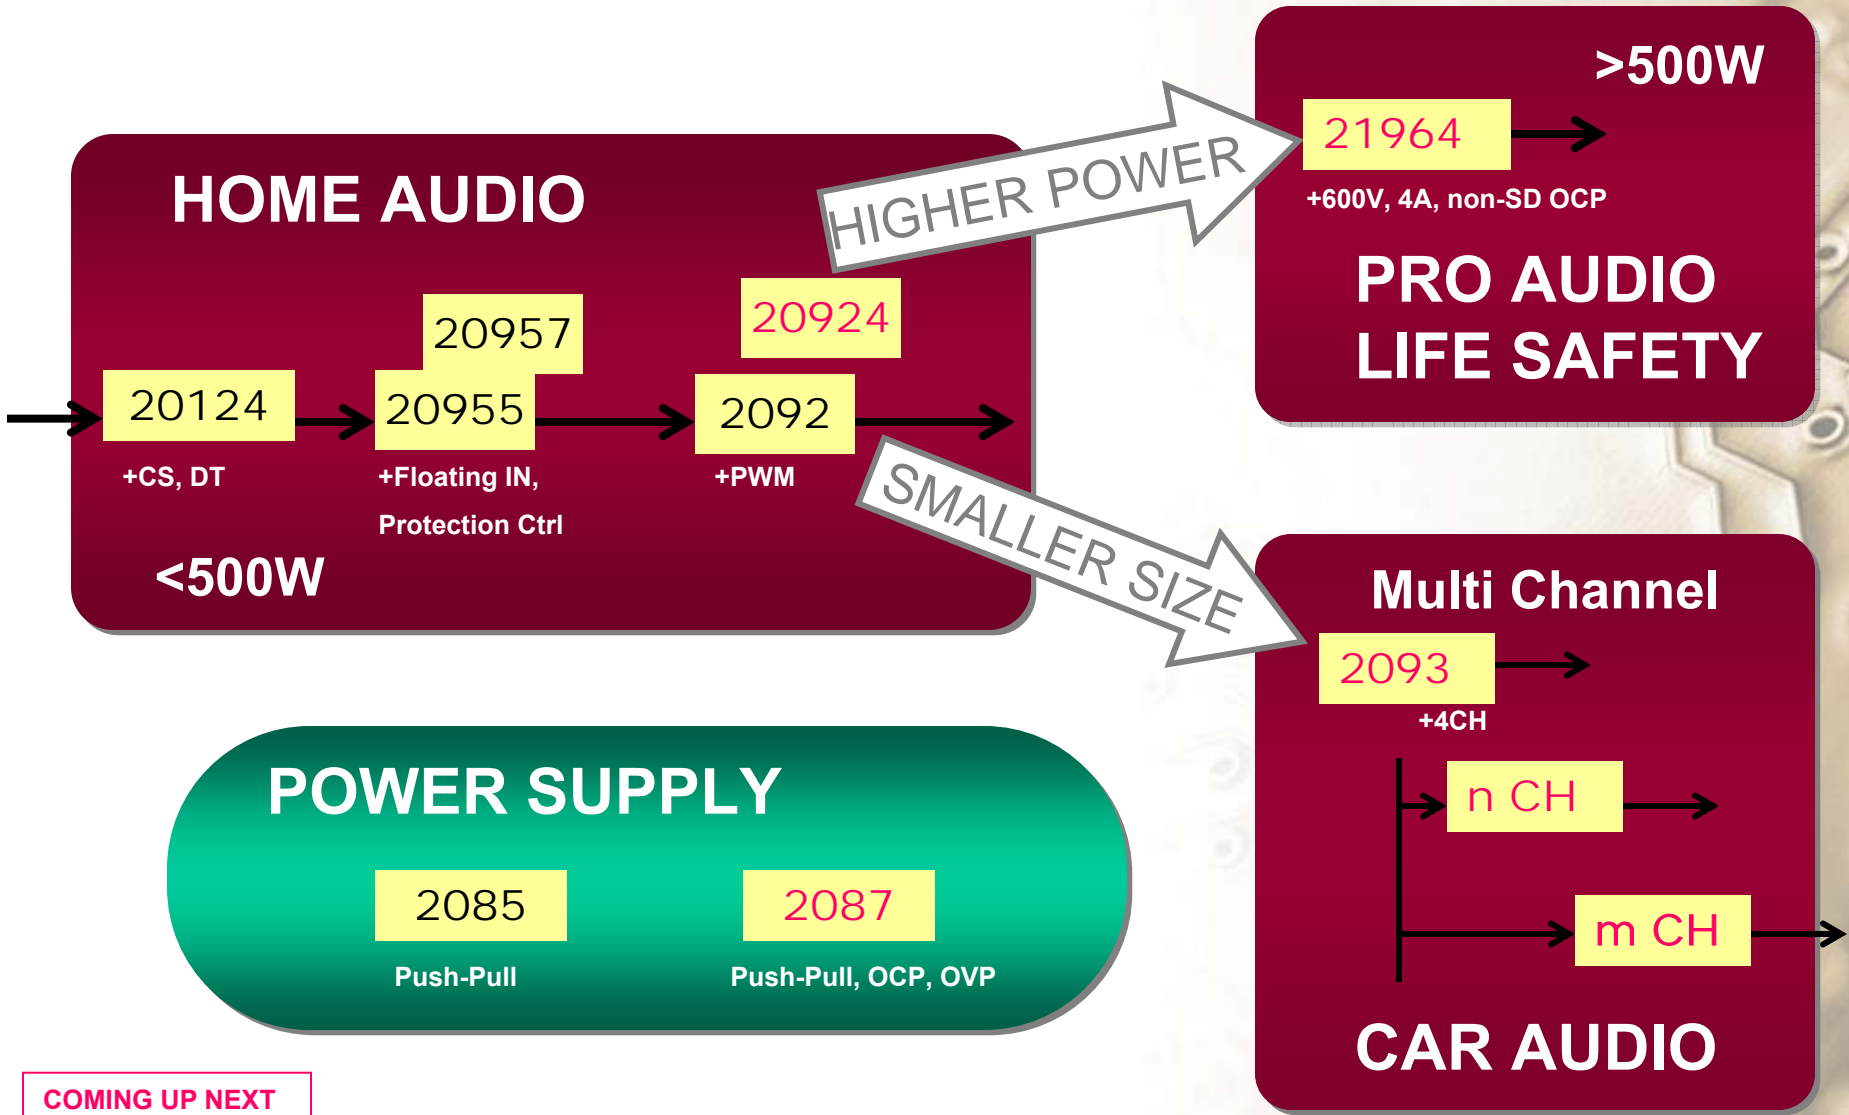 HOME AUDIO
20957
20924
20124
20955
2092
+CS, DT
+Floating IN,
Protection Ctrl
+PWM
<500W
HIGHER POWER
SMALLER SIZE
>500W
21964
+600V, 4A, non-SD OCP
PRO AUDIO
LIFE SAFETY
Multi Channel
2093
+4CH
n CH
m CH
CAR AUDIO
POWER SUPPLY
2085
2087
Push-Pull
Push-Pull, OCP, OVP
COMING UP NEXT